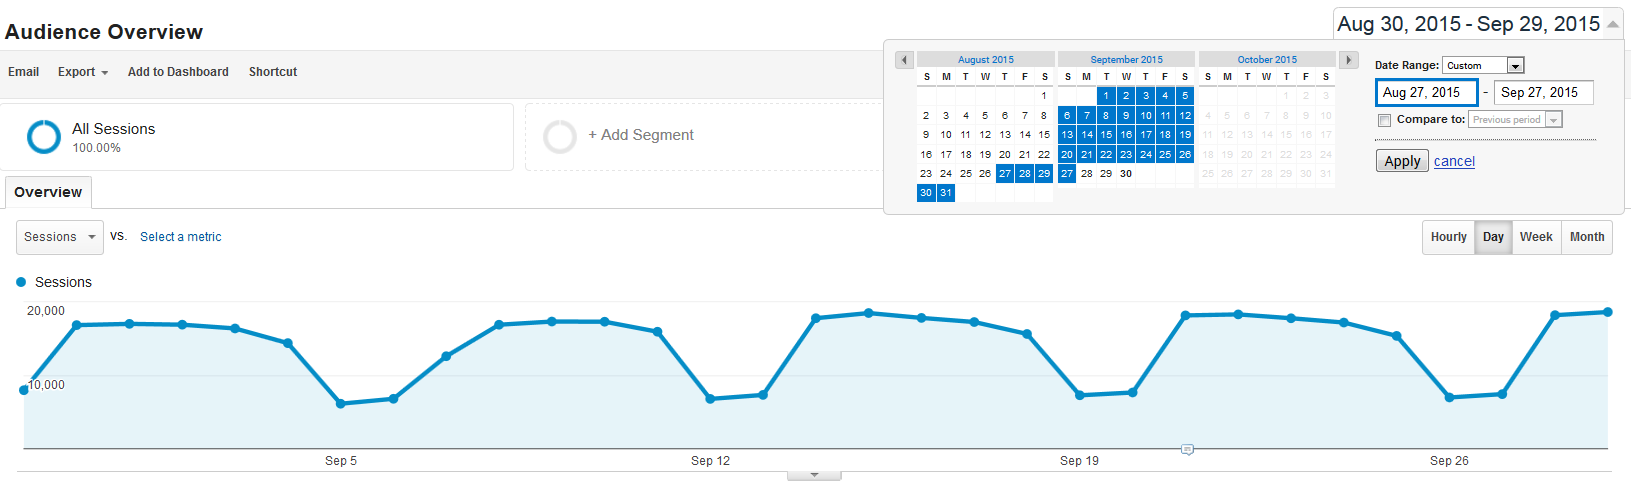 Audience Overview
Aug 30, 2015 - Sep 29, 2015
Email Export Add to Dashboard Shortcut
All Sessions
100.00%
+ Add Segment
August 2015
S M T W T F S
1
2 3 4 5 6 7 8
9 10 11 12 13 14 15
16 17 18 19 20 21 22
23 24 25 26 27 28 29
30 31
September 2015
S M T W T F S
1 2 3 4 5
6 7 8 9 10 11 12
13 14 15 16 17 18 19
20 21 22 23 24 25 26
27 28 29 30
October 2015
S M T W T F S
1 2 3
4 5 6 7 8 9 10
11 12 13 14 15 16 17
18 19 20 21 22 23 24
25 26 27 28 29 30 31
Date Range: Custom
Aug 27, 2015 - Sep 27, 2015
Compare to: Previous period
Apply cancel
Overview
Sessions VS. Select a metric
Hourly Day Week Month
Sessions
20,000
10,000
Sep 5 Sep 12 Sep 19 Sep 26